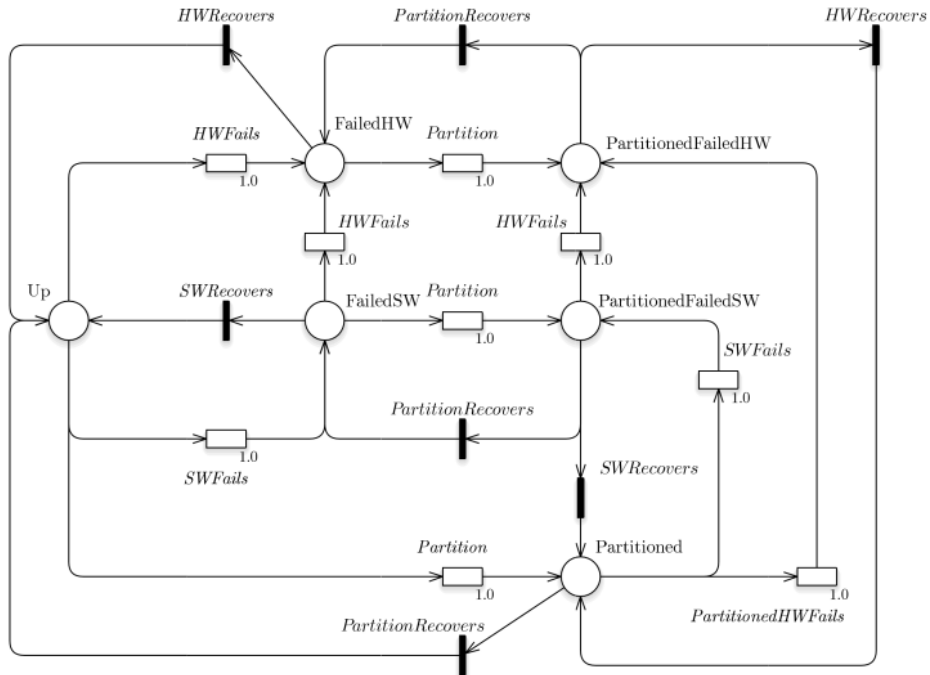 HWRecovers
PartitionRecovers
HWRecovers
FailedHW
HWFails
Partition
PartitionedFailedHW
1.0
1.0
HWFails
HWFails
1.0
1.0
Up
SWRecovers
FailedSW
Partition
PartitionedFailedSW
1.0
SWFails
1.0
PartitionRecovers
1.0
SWFails
SWRecovers
Partition
Partitioned
1.0
1.0
PartitionedHWFails
PartitionRecovers